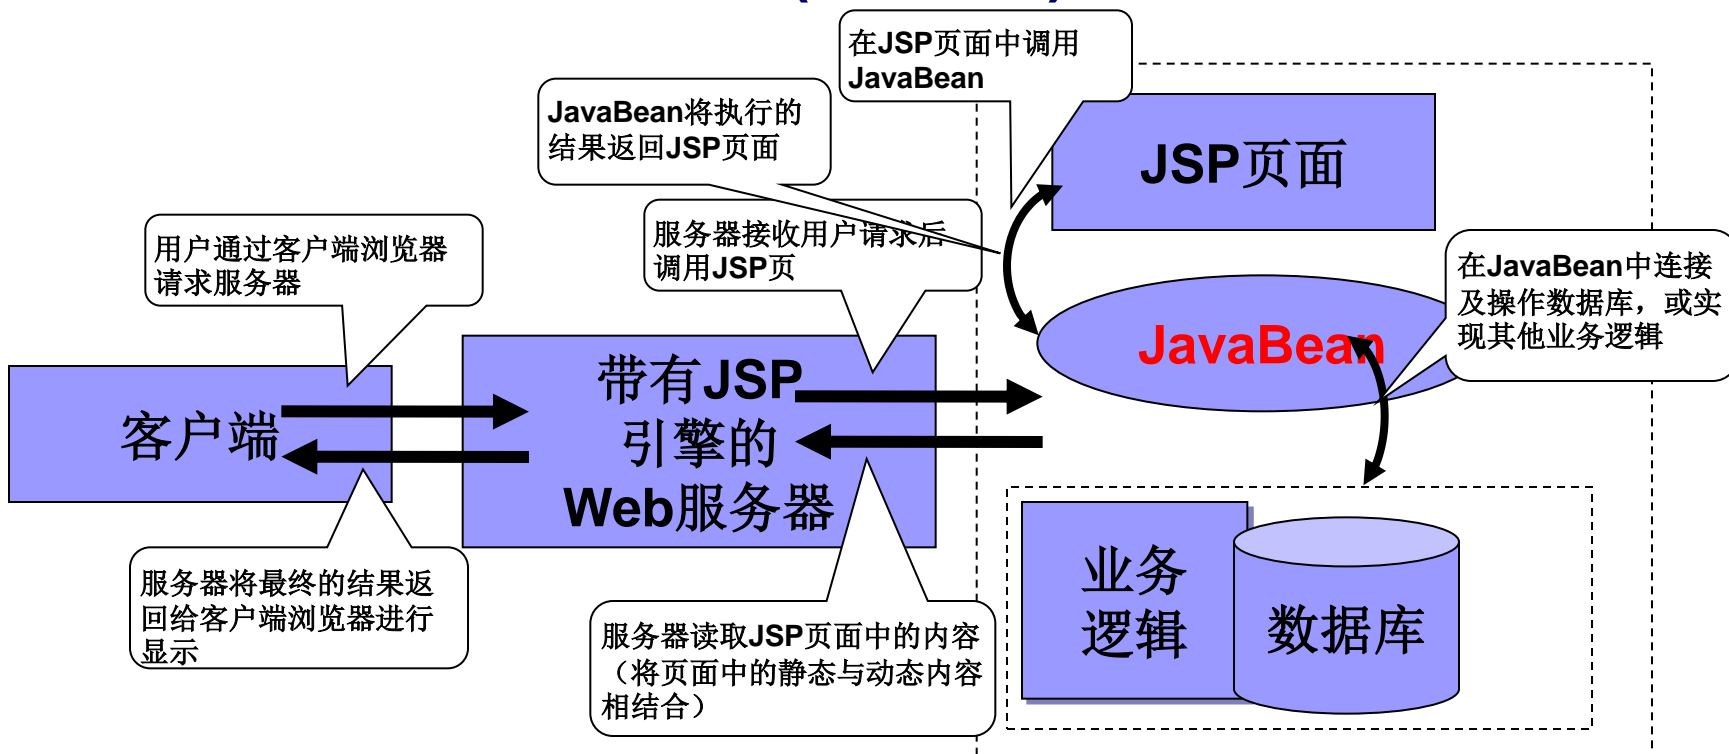 在JSP页面中调用
JavaBean
JavaBean将执行的
结果返回JSP页面
JSP页面
用户通过客户端浏览器
请求服务器
服务器接收用户请求后
调用JSP页
在JavaBean中连接
及操作数据库，或实
现其他业务逻辑
JavaBean
客户端
带有JSP
引擎的
Web服务器
服务器将最终的结果返
回给客户端浏览器进行
显示
服务器读取JSP页面中的内容
（将页面中的静态与动态内容
相结合）
业务
逻辑
数据库